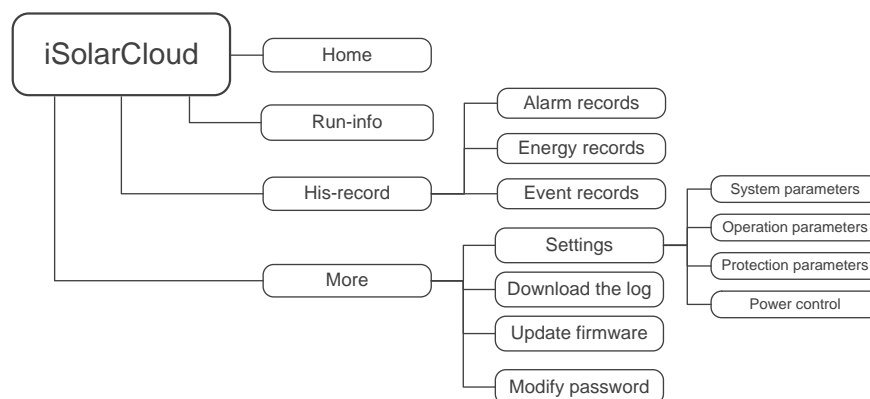 iSolarCloud
Home
Run-info
His-record
Alarm records
Energy records
Event records
More
Settings
System parameters
Operation parameters
Protection parameters
Power control
Download the log
Update firmware
Modify password